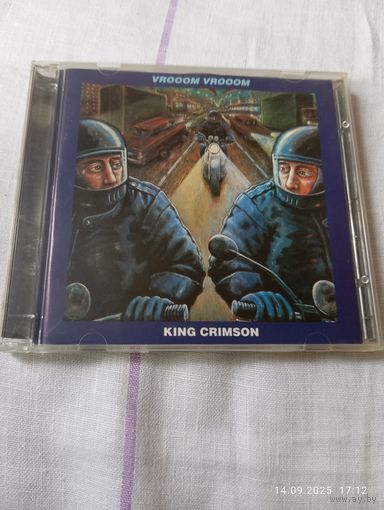 VROOOM VROOOM
KING CRIMSON
14.09.2025 17:12
www.ay.by